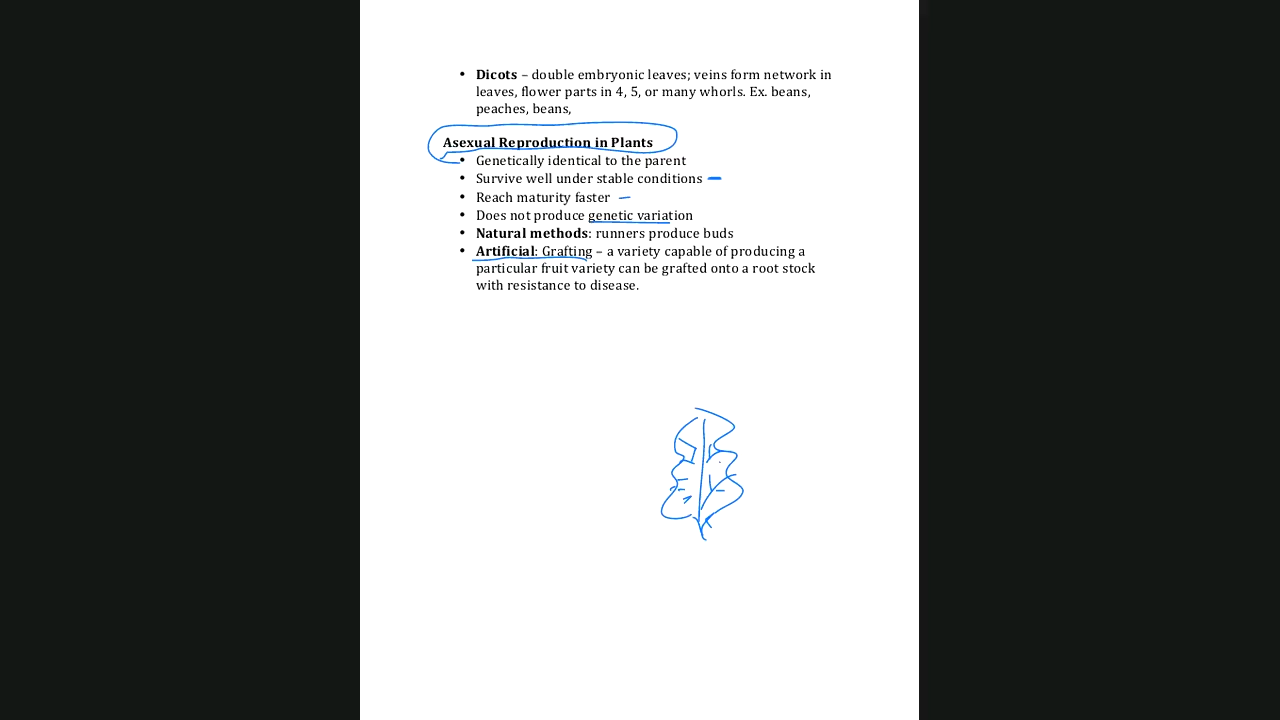 • Dicots – double embryonic leaves; veins form network in
leaves, flower parts in 4, 5, or many whorls. Ex. beans,
peaches, beans,
Asexual Reproduction in Plants
• Genetically identical to the parent
• Survive well under stable conditions
• Reach maturity faster
• Does not produce genetic variation
• Natural methods: runners produce buds
• Artificial: Grafting – a variety capable of producing a
particular fruit variety can be grafted onto a root stock
with resistance to disease.